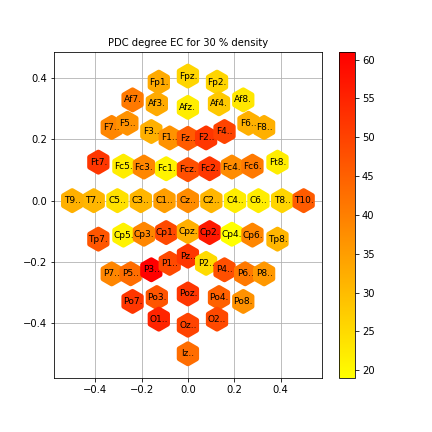 PDC degree EC for 30 % density
Fpz.
Fp1. Fp2.
Af7. Af3. Afz. Af4. Af8.
F7.. F5.. F3.. F1.. Fz.. F2.. F4.. F6.. F8..
Ft7 Fc5. Fc3. Fc1. Fcz. Fc2. Fc4. Fc6. Ft8.
T9.. T7.. C5.. C3.. C1.. Cz.. C2.. C4.. C6.. T8.. T10.
Tp7. Cp5. Cp3. Cp1. Cpz. Cp2. Cp4. Cp6. Tp8.
P7.. P5.. P3.. P1.. Pz.. P2.. P4.. P6.. P8..
Po7. Po3. Poz. Po4. Po8.
O1.. Oz.. O2..
Iz..
0.4
0.2
0.0
−0.2
−0.4
−0.4 −0.2 0.0 0.2 0.4
60
55
50
45
40
35
30
25
20